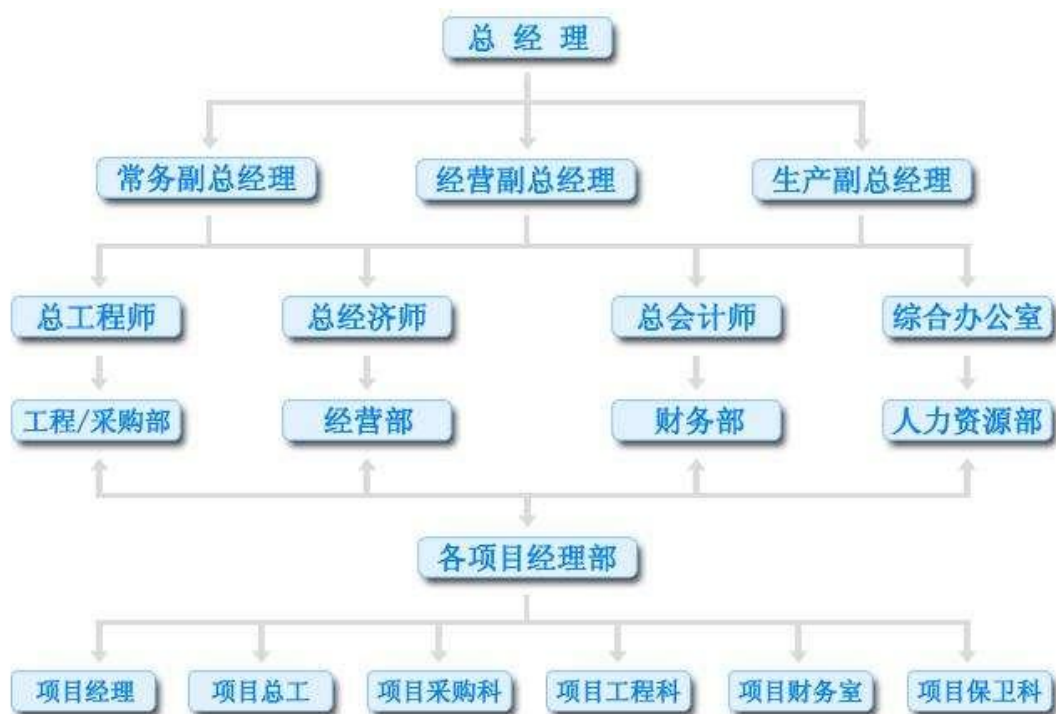 总 经 理
常务副总经理
经营副总经理
生产副总经理
总工程师
总经济师
总会计师
综合办公室
工程/采购部
经营部
财务部
人力资源部
各项目经理部
项目经理
项目总工
项目采购科
项目工程科
项目财务室
项目保卫科